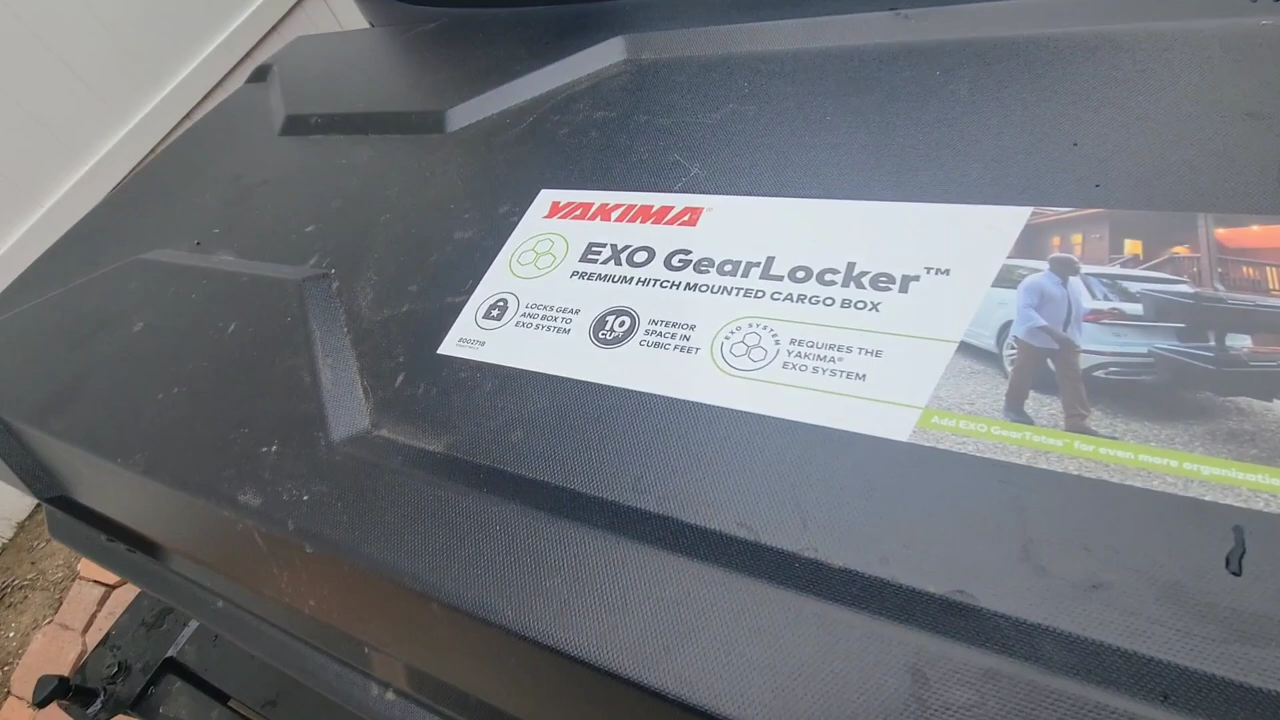 YAKIMA®
EXO GearLocker™
PREMIUM HITCH MOUNTED CARGO BOX
LOCKS GEAR
AND BOX TO
EXO SYSTEM
10
CU FT
INTERIOR
SPACE IN
CUBIC FEET
EXO SYSTEM
REQUIRES THE
YAKIMA®
EXO SYSTEM
8002718
Add EXO GearTotes™ for even more organizatio